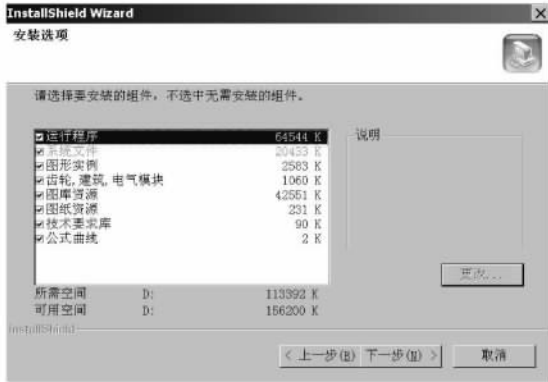 InstallShield Wizard
安装选项
请选择要安装的组件，不选中无需安装的组件。
运行程序 64544 K
系统文件 20433 K
图形实例 2583 K
齿轮,建筑,电气模块 1060 K
图库资源 42551 K
图纸资源 231 K
技术要求库 90 K
公式曲线 2 K
说明
更改...
所需空间 D: 113392 K
可用空间 D: 156200 K
InstallShield
< 上一步(B) 下一步(N) > 取消